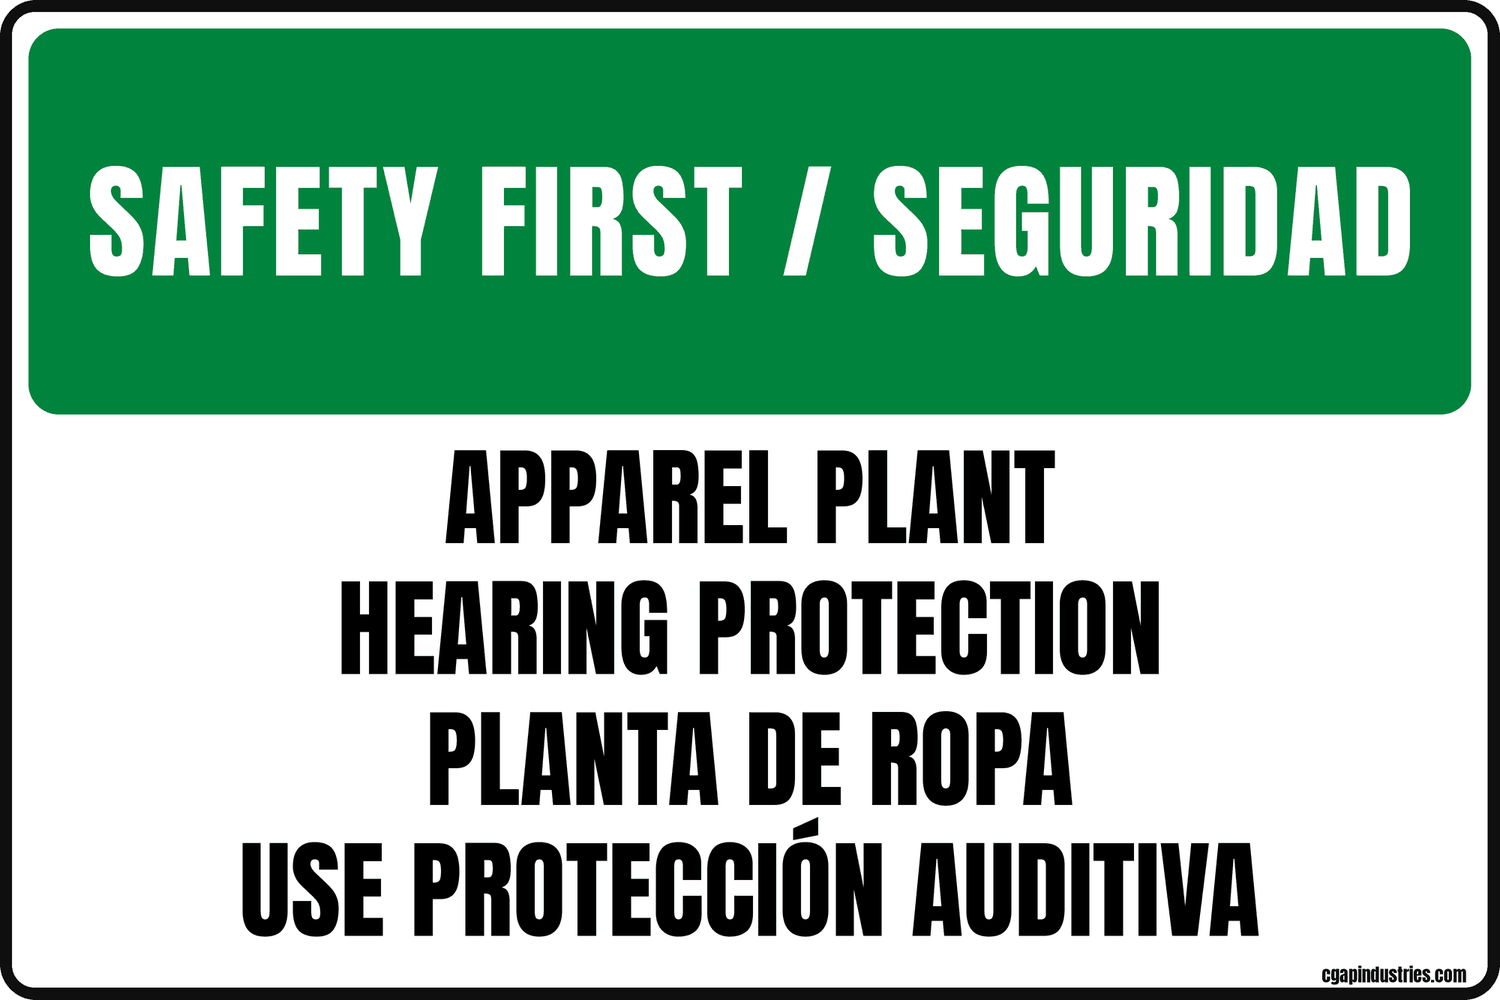 SAFETY FIRST / SEGURIDAD
APPAREL PLANT
HEARING PROTECTION
PLANTA DE ROPA
USE PROTECCIÓN AUDITIVA
cgapindustries.com